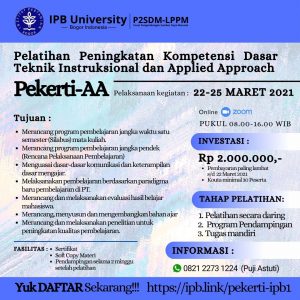 IPB University
Bogor Indonesia
P2SDM-LPPM
Pelatihan Peningkatan Kompetensi Dasar
Teknik Instruksional dan Applied Approach
Pekerti-AA
Pelaksanaan kegiatan : 22-25 MARET 2021
Online
zoom
PUKUL 08.00-16.00 WIB
Tujuan :
Merancang program pembelajaran jangka waktu satu
semester (Silabus) mata kuliah.
Merancang program pembelajaran jangka pendek
(Rencana Pelaksanaan Pembelajaran)
Menguasai dasar-dasar komunikasi dan keterampilan
dasar mengajar.
Melaksanakan pembelajaran berdasarkan paradigma
baru pembelajaran di PT.
Merancang dan melaksanakan evaluasi hasil belajar
mahasiswa.
Merancang, menyusun dan mengembangkan bahan ajar
Merancang dan melaksanakan penelitian untuk
peningkatan kualitas pembelajaran.
INVESTASI :
Rp 2.000.000,-
Pembayaran paling lambat
s/d 22 Maret 2021
Kuota minimal 30 Peserta
TAHAP PELATIHAN:
1. Pelatihan secara daring
2. Program Pendampingan
3. Tugas mandiri
FASILITAS :
Sertifikat
Soft Copy Materi
Pendampingan selama 2 minggu
setelah pelatihan
INFORMASI :
0821 2273 1224 (Puji Astuti)
Yuk DAFTAR Sekarang!!! https://ipb.link/pekerti-ipb1